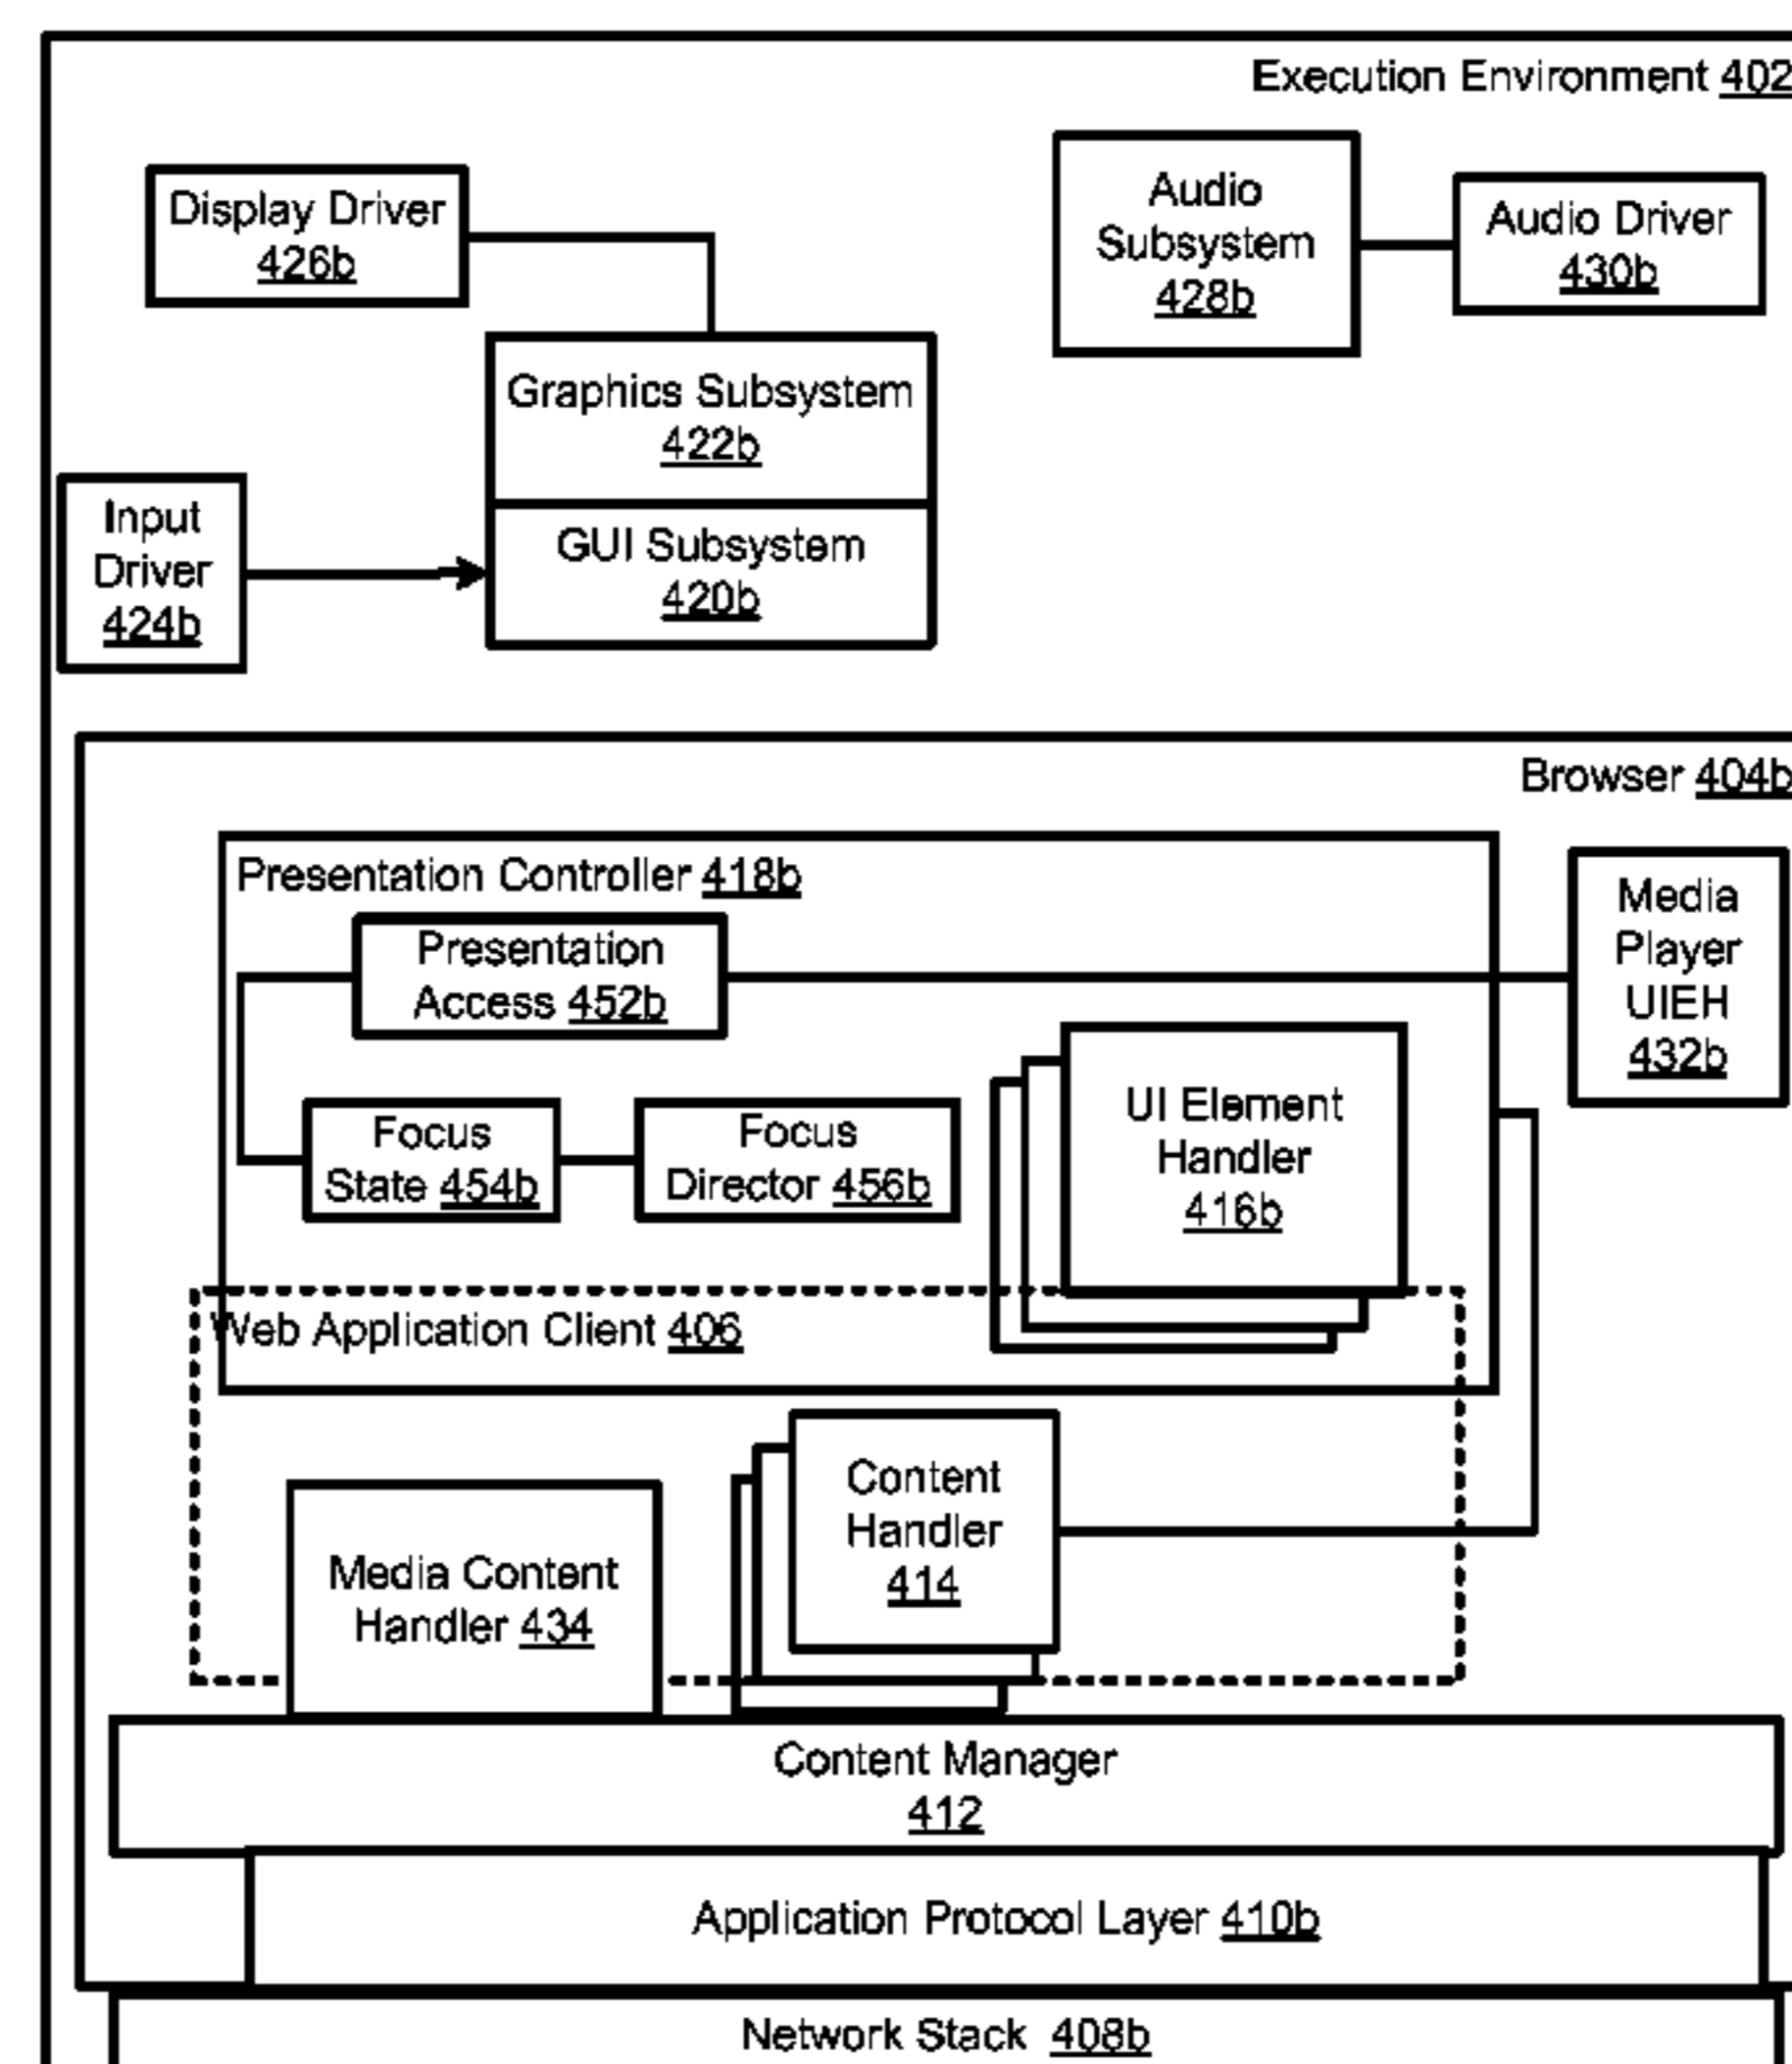 Execution Environment 402
Display Driver
426b
Audio
Subsystem
428b
Audio Driver
430b
Graphics Subsystem
422b
Input
Driver
424b
GUI Subsystem
420b
Browser 404b
Presentation Controller 418b
Presentation
Access 452b
Media
Player
UIEH
432b
Focus
State 454b
Focus
Director 456b
UI Element
Handler
416b
Web Application Client 406
Content
Handler
414
Media Content
Handler 434
Content Manager
412
Application Protocol Layer 410b
Network Stack 408b